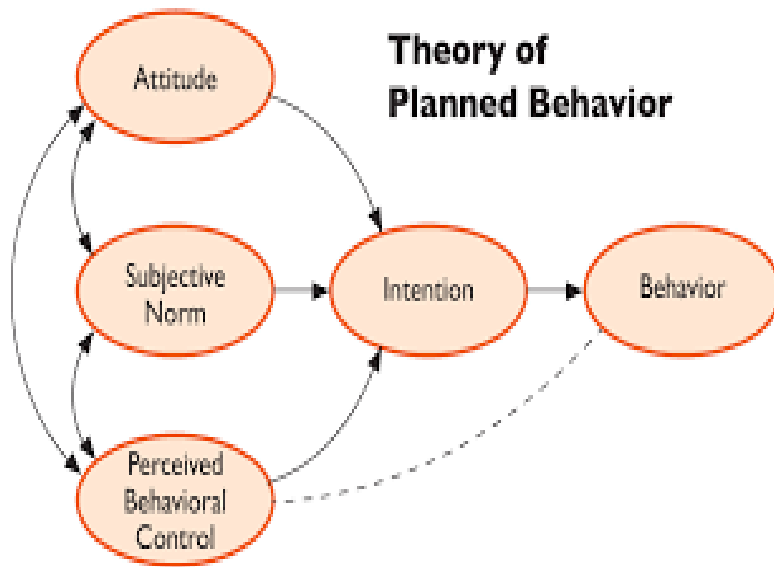 Theory of
Planned Behavior
Attitude
Subjective
Norm
Intention
Behavior
Perceived
Behavioral
Control